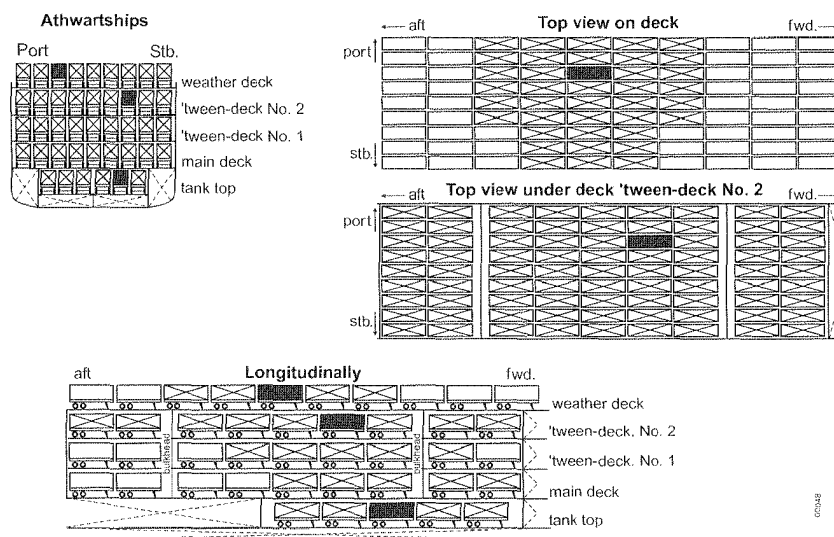 Athwartships
Port Stb.
weather deck
'tween-deck No. 2
'tween-deck No. 1
main deck
tank top
Top view on deck
aft fwd.
port
stb.
Top view under deck 'tween-deck No. 2
aft fwd.
port
stb.
Longitudinally
aft fwd.
weather deck
'tween-deck, No. 2
'tween-deck. No. 1
main deck
tank top
bulkhead
bulkhead